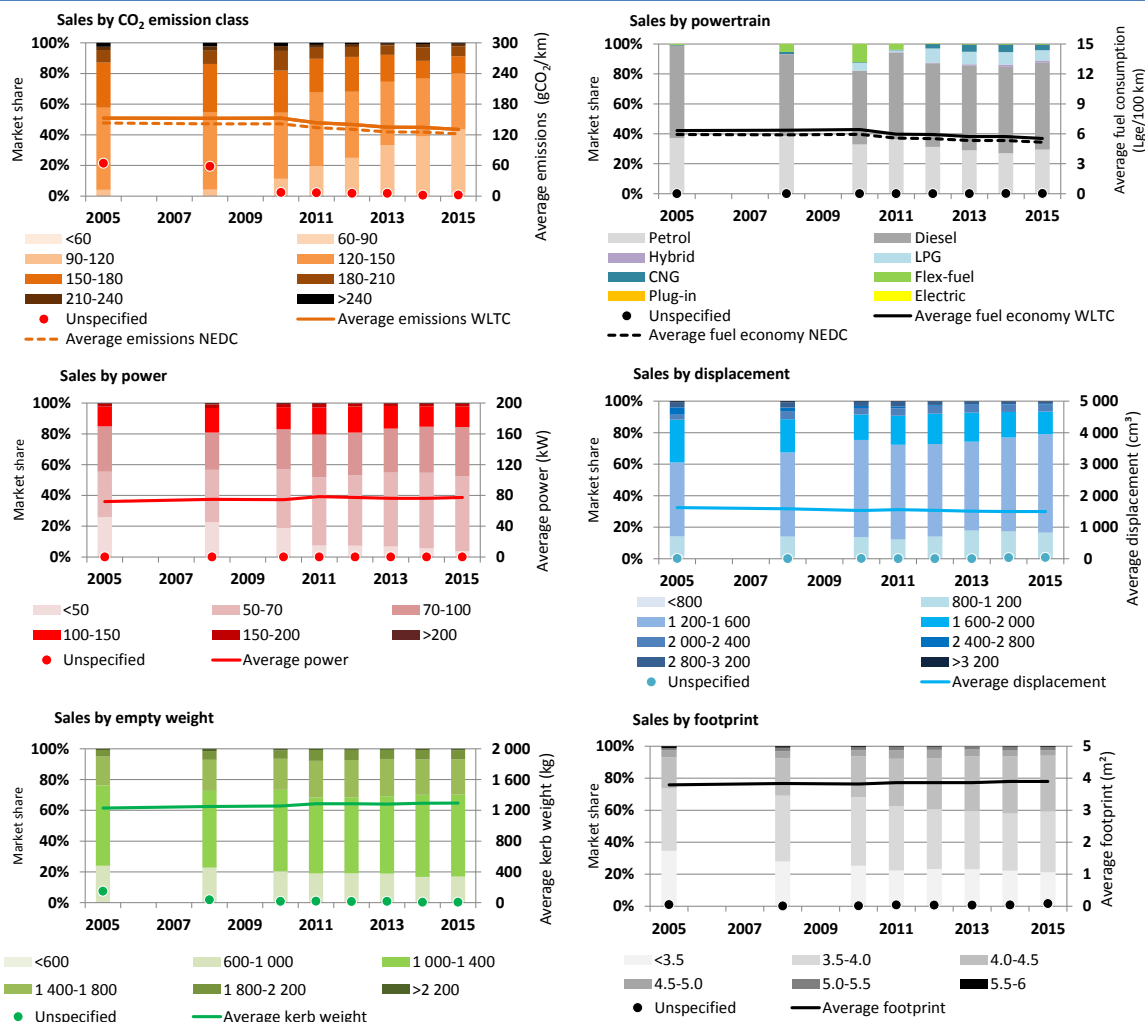 Sales by CO₂ emission class
Market share
100%
80%
60%
40%
20%
0%
300
240
180
120
60
0
Average emissions (gCO₂/km)
2005 2007 2009 2011 2013 2015
<60 60-90
90-120 120-150
150-180 180-210
210-240 >240
Unspecified Average emissions WLTC
Average emissions NEDC
Sales by powertrain
Market share
100%
80%
60%
40%
20%
0%
15
12
9
6
3
0
Average fuel consumption
(Lge/100 km)
2005 2007 2009 2011 2013 2015
Petrol Diesel
Hybrid LPG
CNG Flex-fuel
Plug-in Electric
Unspecified Average fuel economy WLTC
Average fuel economy NEDC
Sales by power
Market share
100%
80%
60%
40%
20%
0%
200
160
120
80
40
0
Average power (kW)
2005 2007 2009 2011 2013 2015
<50 50-70 70-100
100-150 150-200 >200
Unspecified Average power
Sales by displacement
Market share
100%
80%
60%
40%
20%
0%
5 000
4 000
3 000
2 000
1 000
0
Average displacement (cm³)
2005 2007 2009 2011 2013 2015
<800 800-1 200
1 200-1 600 1 600-2 000
2 000-2 400 2 400-2 800
2 800-3 200 >3 200
Unspecified Average displacement
Sales by empty weight
Market share
100%
80%
60%
40%
20%
0%
2 000
1 600
1 200
800
400
0
Average kerb weight (kg)
2005 2007 2009 2011 2013 2015
<600 600-1 000 1 000-1 400
1 400-1 800 1 800-2 200 >2 200
Unspecified Average kerb weight
Sales by footprint
Market share
100%
80%
60%
40%
20%
0%
5
4
3
2
1
0
Average footprint (m²)
2005 2007 2009 2011 2013 2015
<3.5 3.5-4.0 4.0-4.5
4.5-5.0 5.0-5.5 5.5-6
Unspecified Average footprint